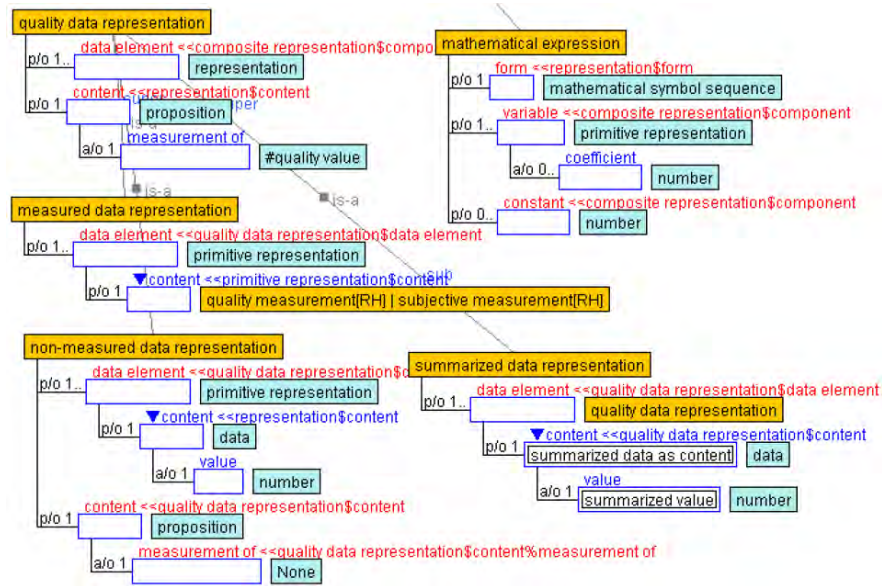 quality data representation
data element <<composite representation$compo
p/o 1..
representation
content <<representation$content
p/o 1
proposition
is-a
measurement of
a/o 1
#quality value
is-a
is-a
measured data representation
data element <<quality data representation$data element
p/o 1..
primitive representation
sub
content <<primitive representation$content
p/o 1
quality measurement[RH] | subjective measurement[RH]
non-measured data representation
data element <<quality data representation$
p/o 1..
primitive representation
content <<representation$content
p/o 1
data
value
a/o 1
number
content <<quality data representation$content
p/o 1
proposition
measurement of <<quality data representation$content%measurement of
a/o 1
None
mathematical expression
form <<representation$form
p/o 1
mathematical symbol sequence
variable <<composite representation$component
p/o 1..
primitive representation
coefficient
a/o 0..
number
constant <<composite representation$component
p/o 0..
number
summarized data representation
data element <<quality data representation$data element
p/o 1..
quality data representation
content <<quality data representation$content
p/o 1
summarized data as content
data
value
a/o 1
summarized value
number